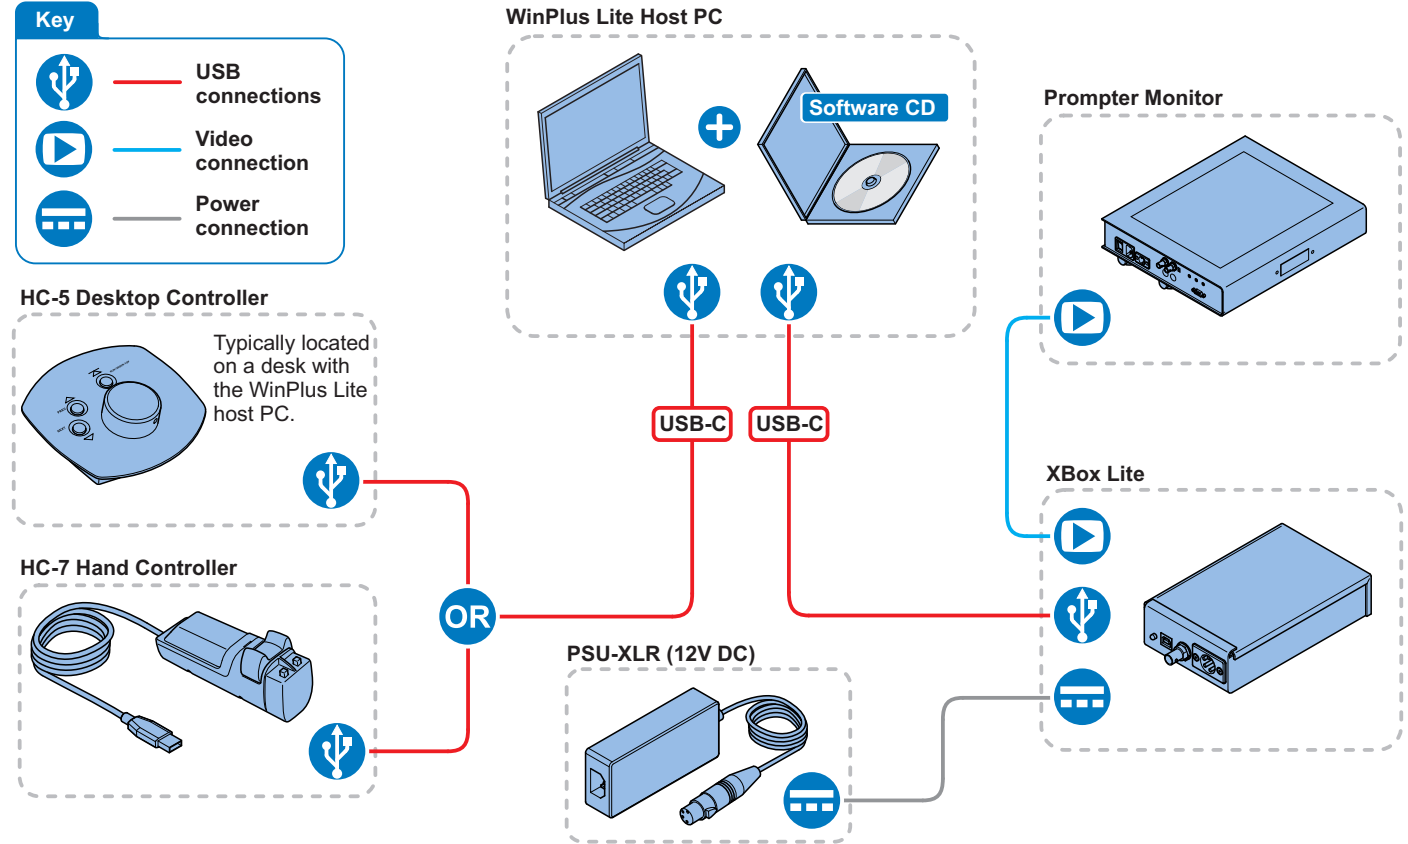 Key
USB
connections
Video
connection
Power
connection
WinPlus Lite Host PC
Software CD
Prompter Monitor
HC-5 Desktop Controller
Typically located
on a desk with
the WinPlus Lite
host PC.
PREV
NEXT
USB-C
USB-C
XBox Lite
HC-7 Hand Controller
OR
PSU-XLR (12V DC)